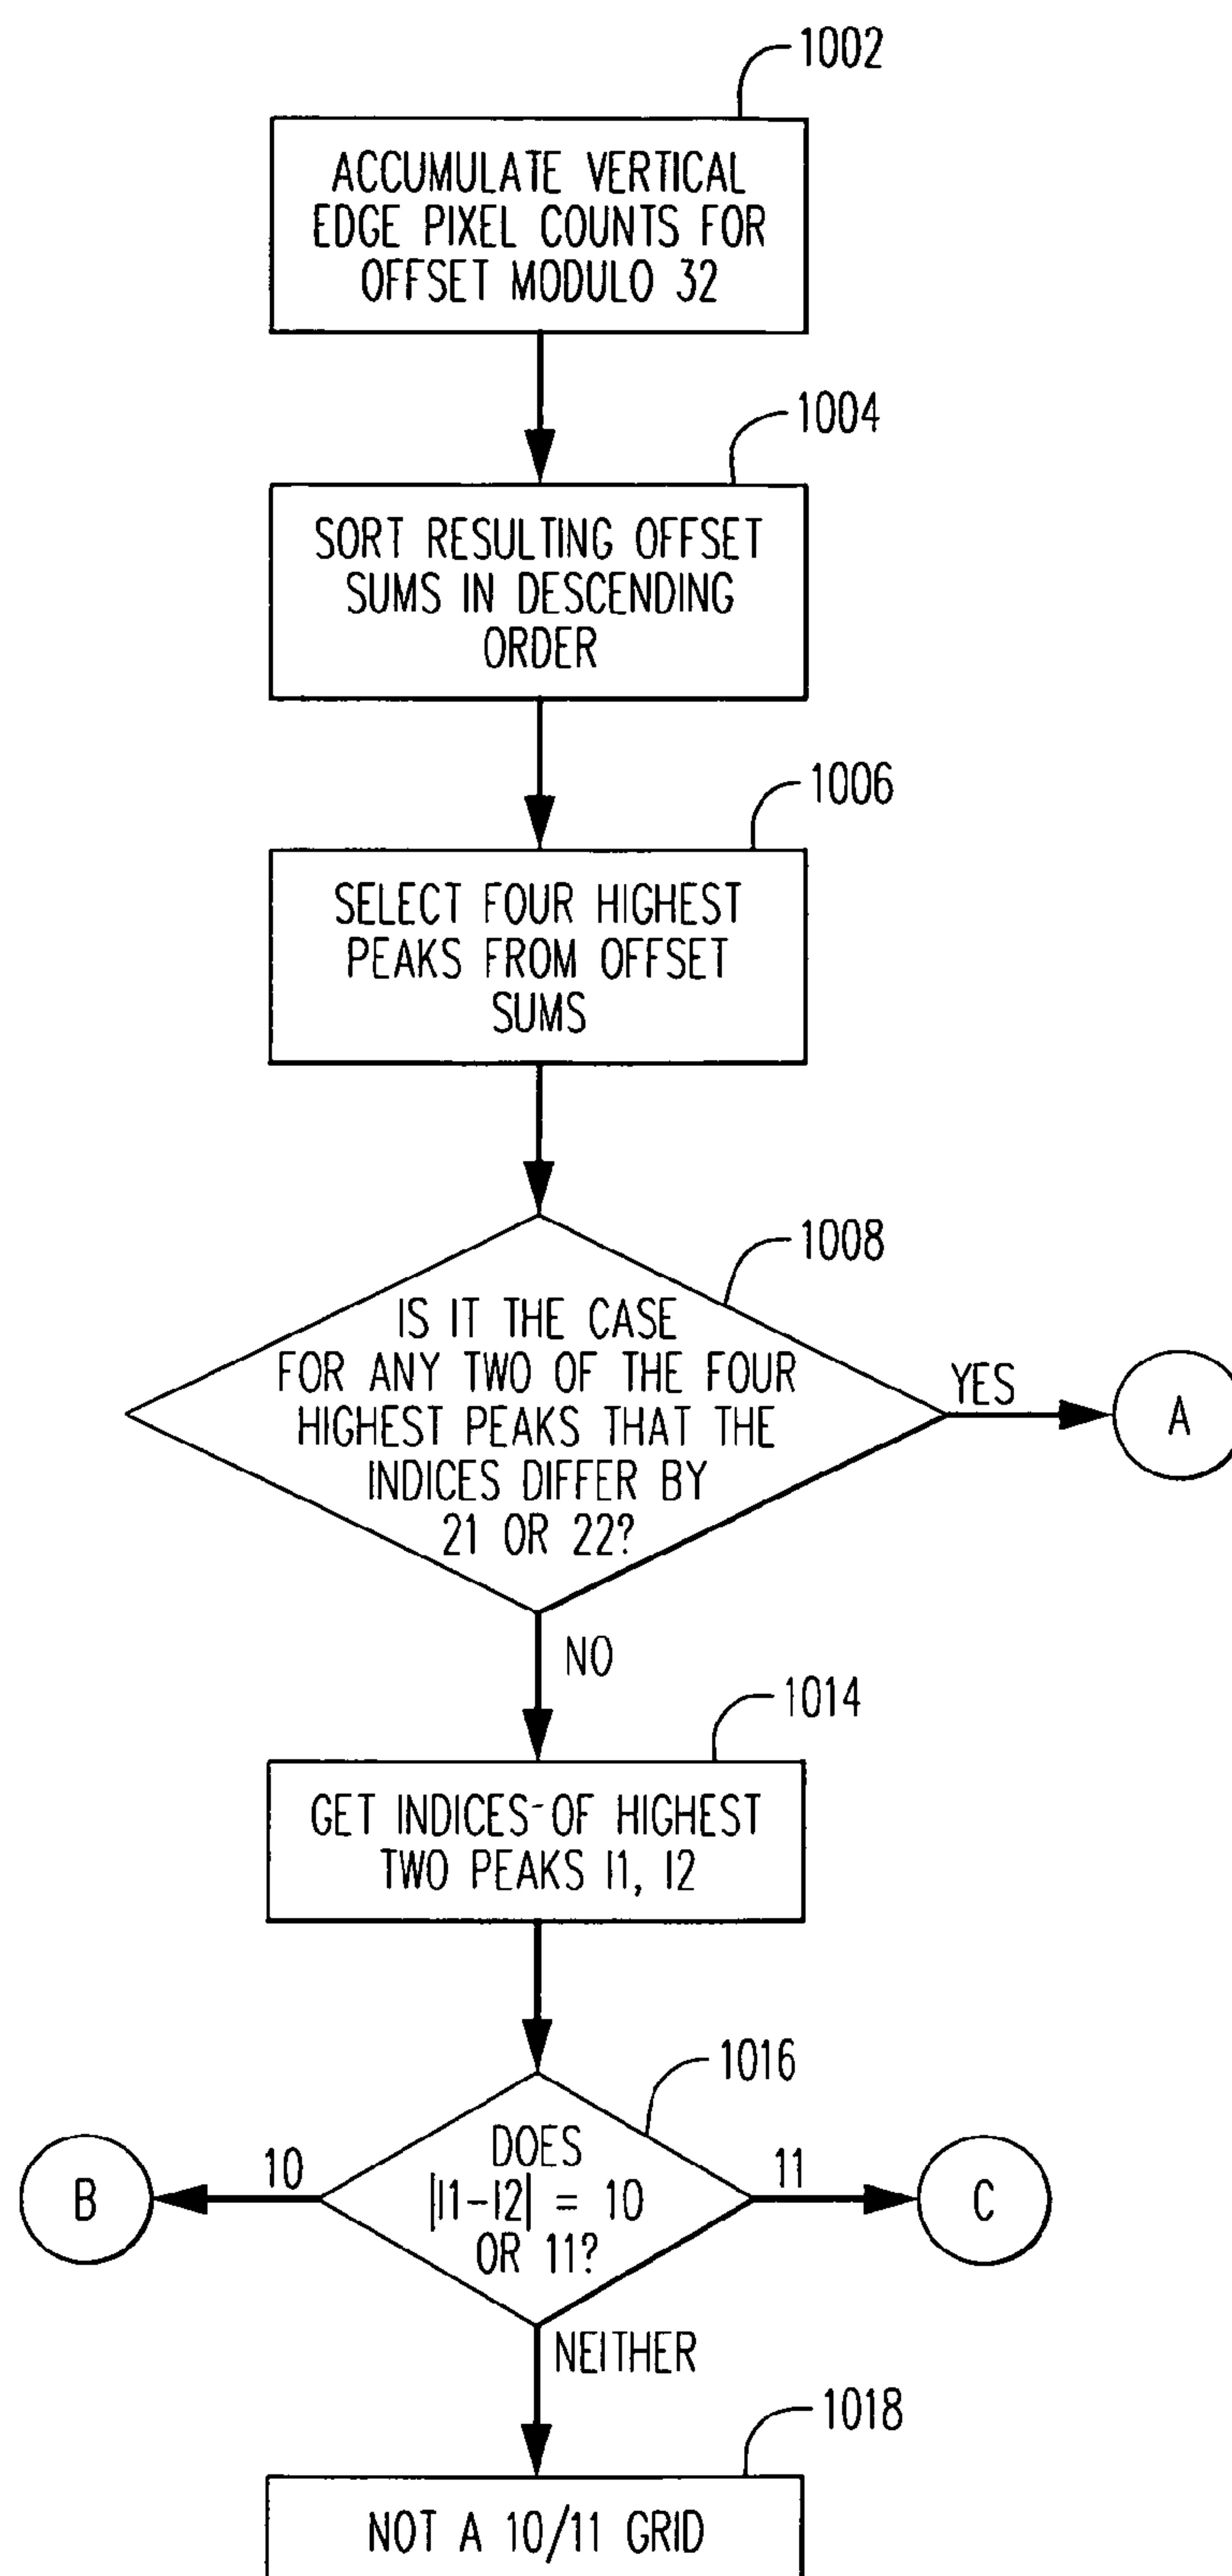 1002
ACCUMULATE VERTICAL
EDGE PIXEL COUNTS FOR
OFFSET MODULO 32
1004
SORT RESULTING OFFSET
SUMS IN DESCENDING
ORDER
1006
SELECT FOUR HIGHEST
PEAKS FROM OFFSET
SUMS
1008
IS IT THE CASE
FOR ANY TWO OF THE FOUR
HIGHEST PEAKS THAT THE
INDICES DIFFER BY
21 OR 22?
YES
A
NO
1014
GET INDICES OF HIGHEST
TWO PEAKS I1, I2
1016
DOES
|I1-I2| = 10
OR 11?
10
B
11
C
NEITHER
1018
NOT A 10/11 GRID